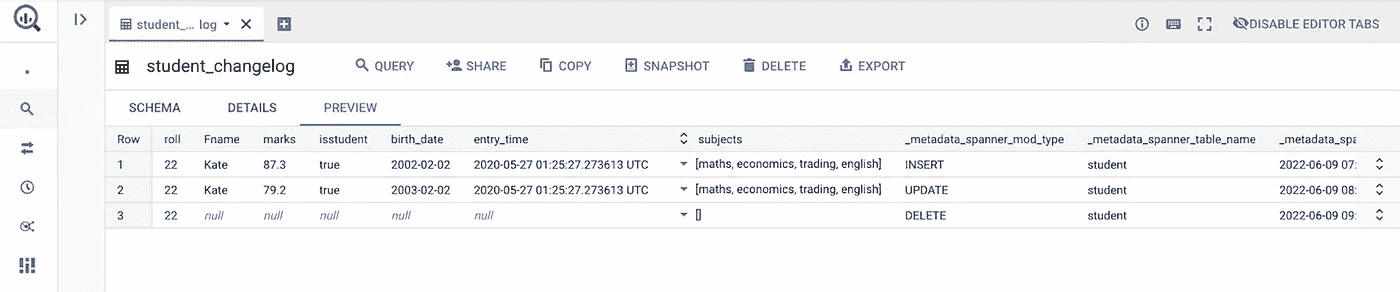 student_... log
DISABLE EDITOR TABS
student_changelog QUERY SHARE COPY SNAPSHOT DELETE EXPORT
SCHEMA DETAILS PREVIEW
Row roll Fname marks isstudent birth_date entry_time subjects _metadata_spanner_mod_type _metadata_spanner_table_name _metadata_spa
1 22 Kate 87.3 true 2002-02-02 2020-05-27 01:25:27.273613 UTC [maths, economics, trading, english] INSERT student 2022-06-09 07:
2 22 Kate 79.2 true 2003-02-02 2020-05-27 01:25:27.273613 UTC [maths, economics, trading, english] UPDATE student 2022-06-09 08:
3 22 null null null null null [] DELETE student 2022-06-09 09: